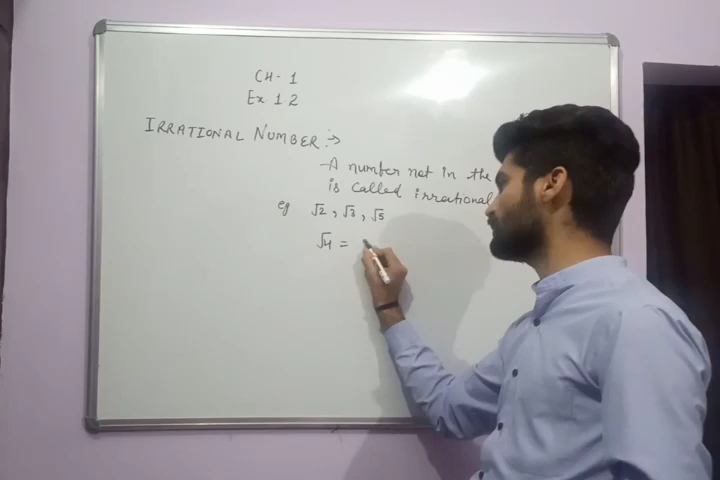 CH- 1
Ex 1.2
IRRATIONAL NUMBER :->
A number not in the
is called irrational
eg √2, √3, √5
√4 =